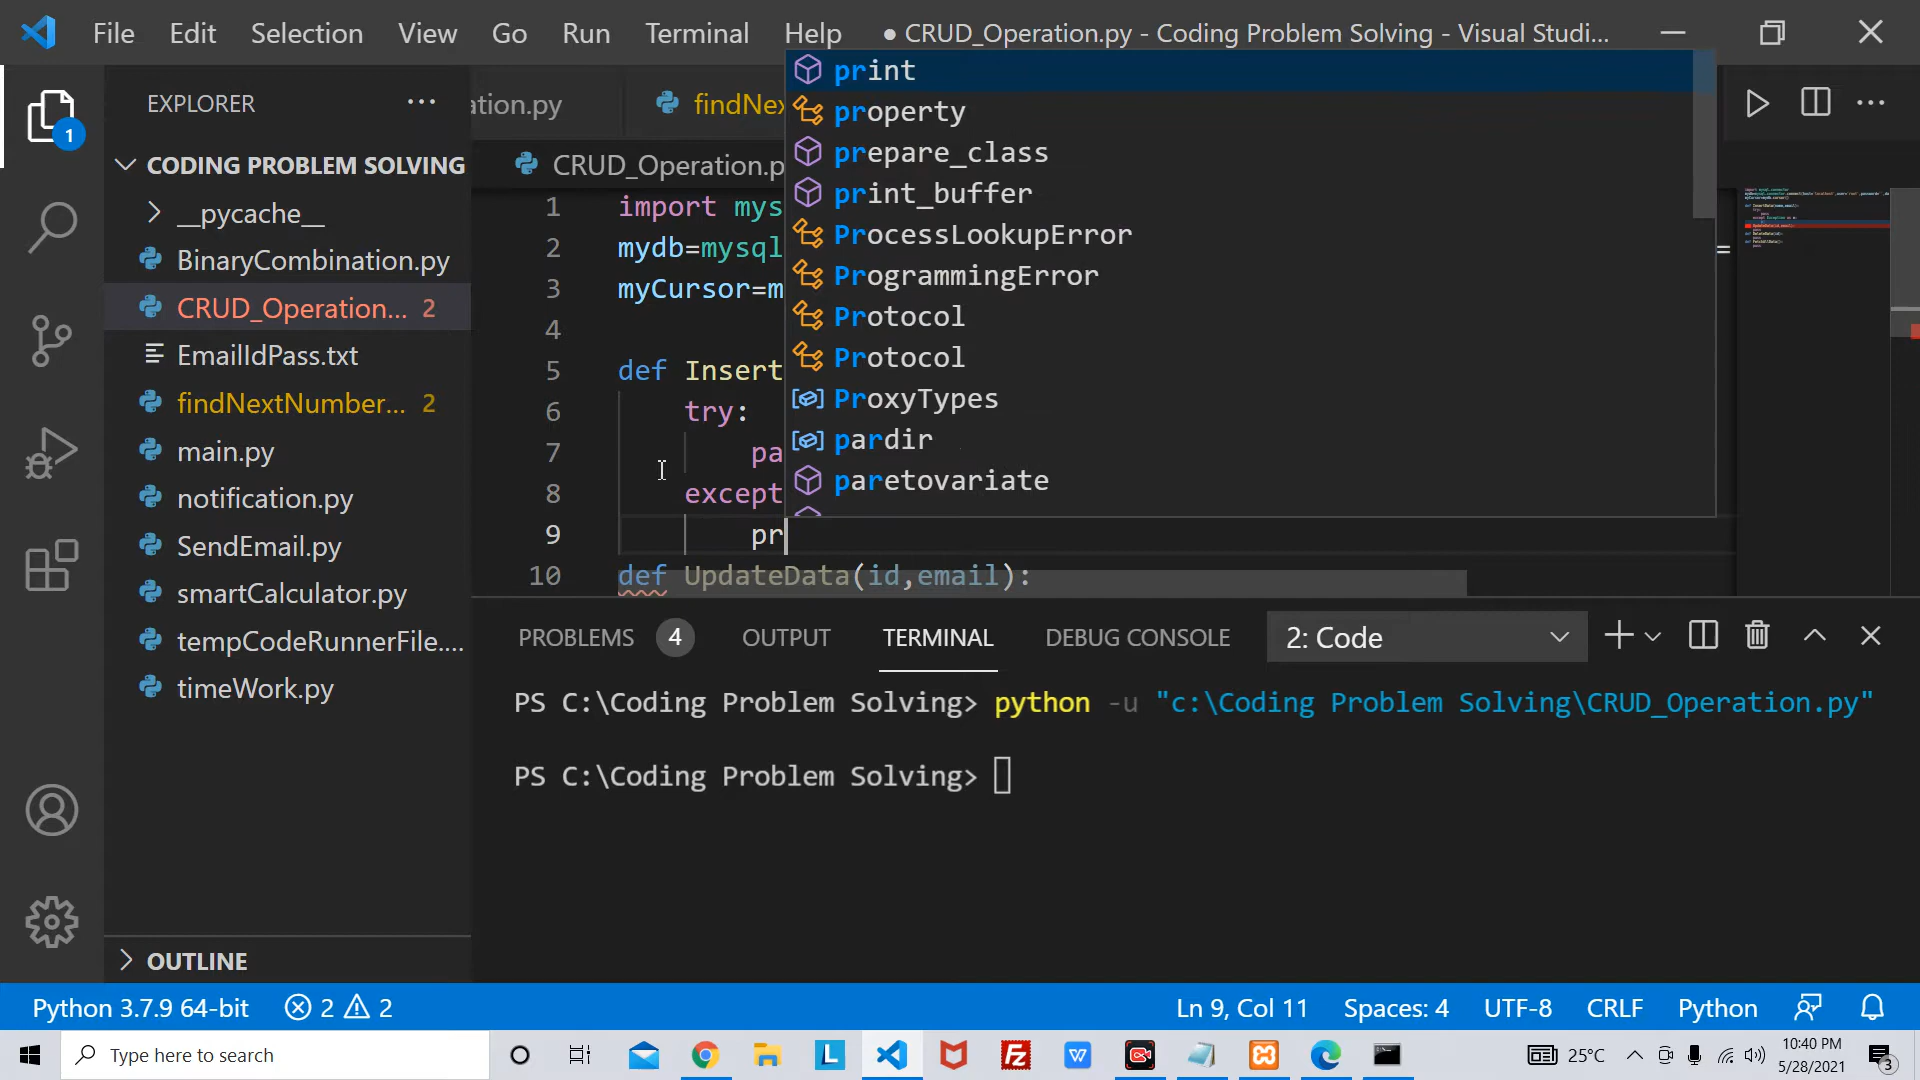 File Edit Selection View Go Run Terminal Help ● CRUD_Operation.py - Coding Problem Solving - Visual Studi...
1
EXPLORER ...
ation.py findNex
CODING PROBLEM SOLVING
__pycache__
BinaryCombination.py
CRUD_Operation... 2
EmailIdPass.txt
findNextNumber... 2
main.py
notification.py
SendEmail.py
smartCalculator.py
tempCodeRunnerFile....
timeWork.py
OUTLINE
CRUD_Operation.p
1 import mys
2 mydb=mysql =
3 myCursor=m
4
5 def Insert
6 try:
7 pa
8 except
9 pr
10 def UpdateData(id,email):
print
property
prepare_class
print_buffer
ProcessLookupError
ProgrammingError
Protocol
Protocol
ProxyTypes
pardir
paretovariate
PROBLEMS 4 OUTPUT TERMINAL DEBUG CONSOLE 2: Code
PS C:\Coding Problem Solving> python -u "c:\Coding Problem Solving\CRUD_Operation.py"
PS C:\Coding Problem Solving>
Python 3.7.9 64-bit 2 2 Ln 9, Col 11 Spaces: 4 UTF-8 CRLF Python
Type here to search
25°C
10:40 PM
5/28/2021
3